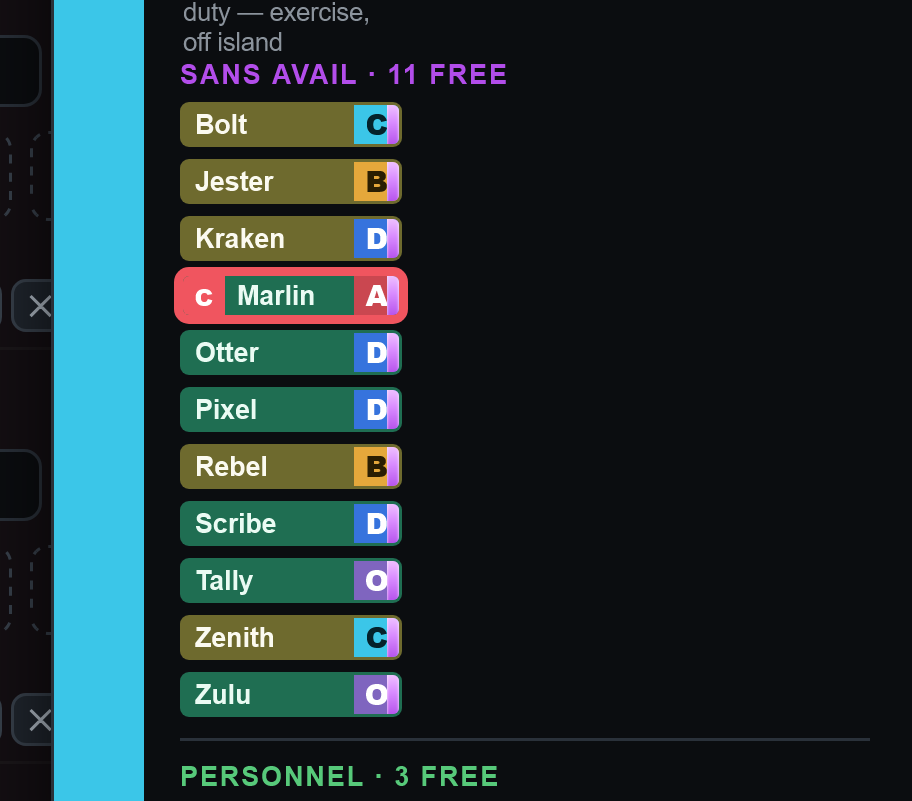 duty — exercise,
off island
SANS AVAIL · 11 FREE
Bolt C
Jester B
Kraken D
c Marlin A
Otter D
Pixel D
Rebel B
Scribe D
Tally O
Zenith C
Zulu O
PERSONNEL · 3 FREE